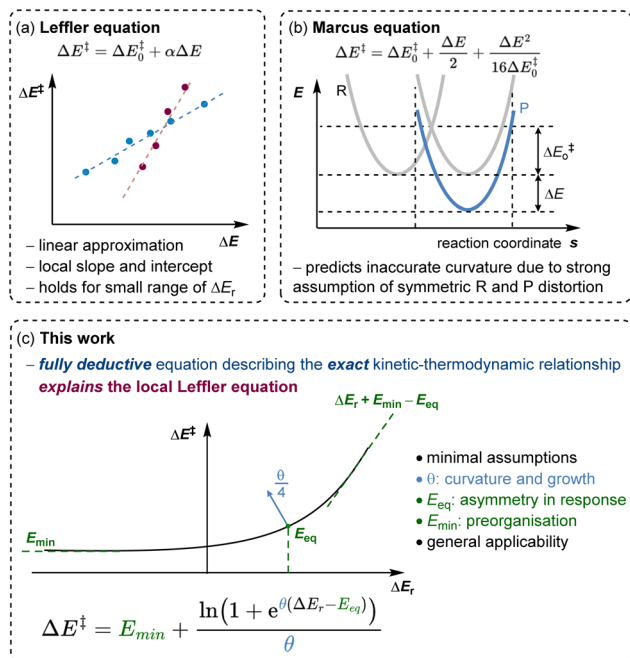 (a) Leffler equation
ΔE‡ = ΔE₀‡ + αΔE
ΔE‡
ΔE
– linear approximation
– local slope and intercept
– holds for small range of ΔEr
(b) Marcus equation
ΔE‡ = ΔE₀‡ + ΔE/2 + ΔE²/16ΔE₀‡
E
R
P
ΔEo‡
ΔE
reaction coordinate s
– predicts inaccurate curvature due to strong
assumption of symmetric R and P distortion
(c) This work
– fully deductive equation describing the exact kinetic-thermodynamic relationship
explains the local Leffler equation
ΔEr + Emin – Eeq
ΔE‡
θ/4
Emin
Eeq
ΔEr
● minimal assumptions
● θ: curvature and growth
● Eeq: asymmetry in response
● Emin: preorganisation
● general applicability
ΔE‡ = Emin + ln(1 + e^θ(ΔEr−Eeq))/θ